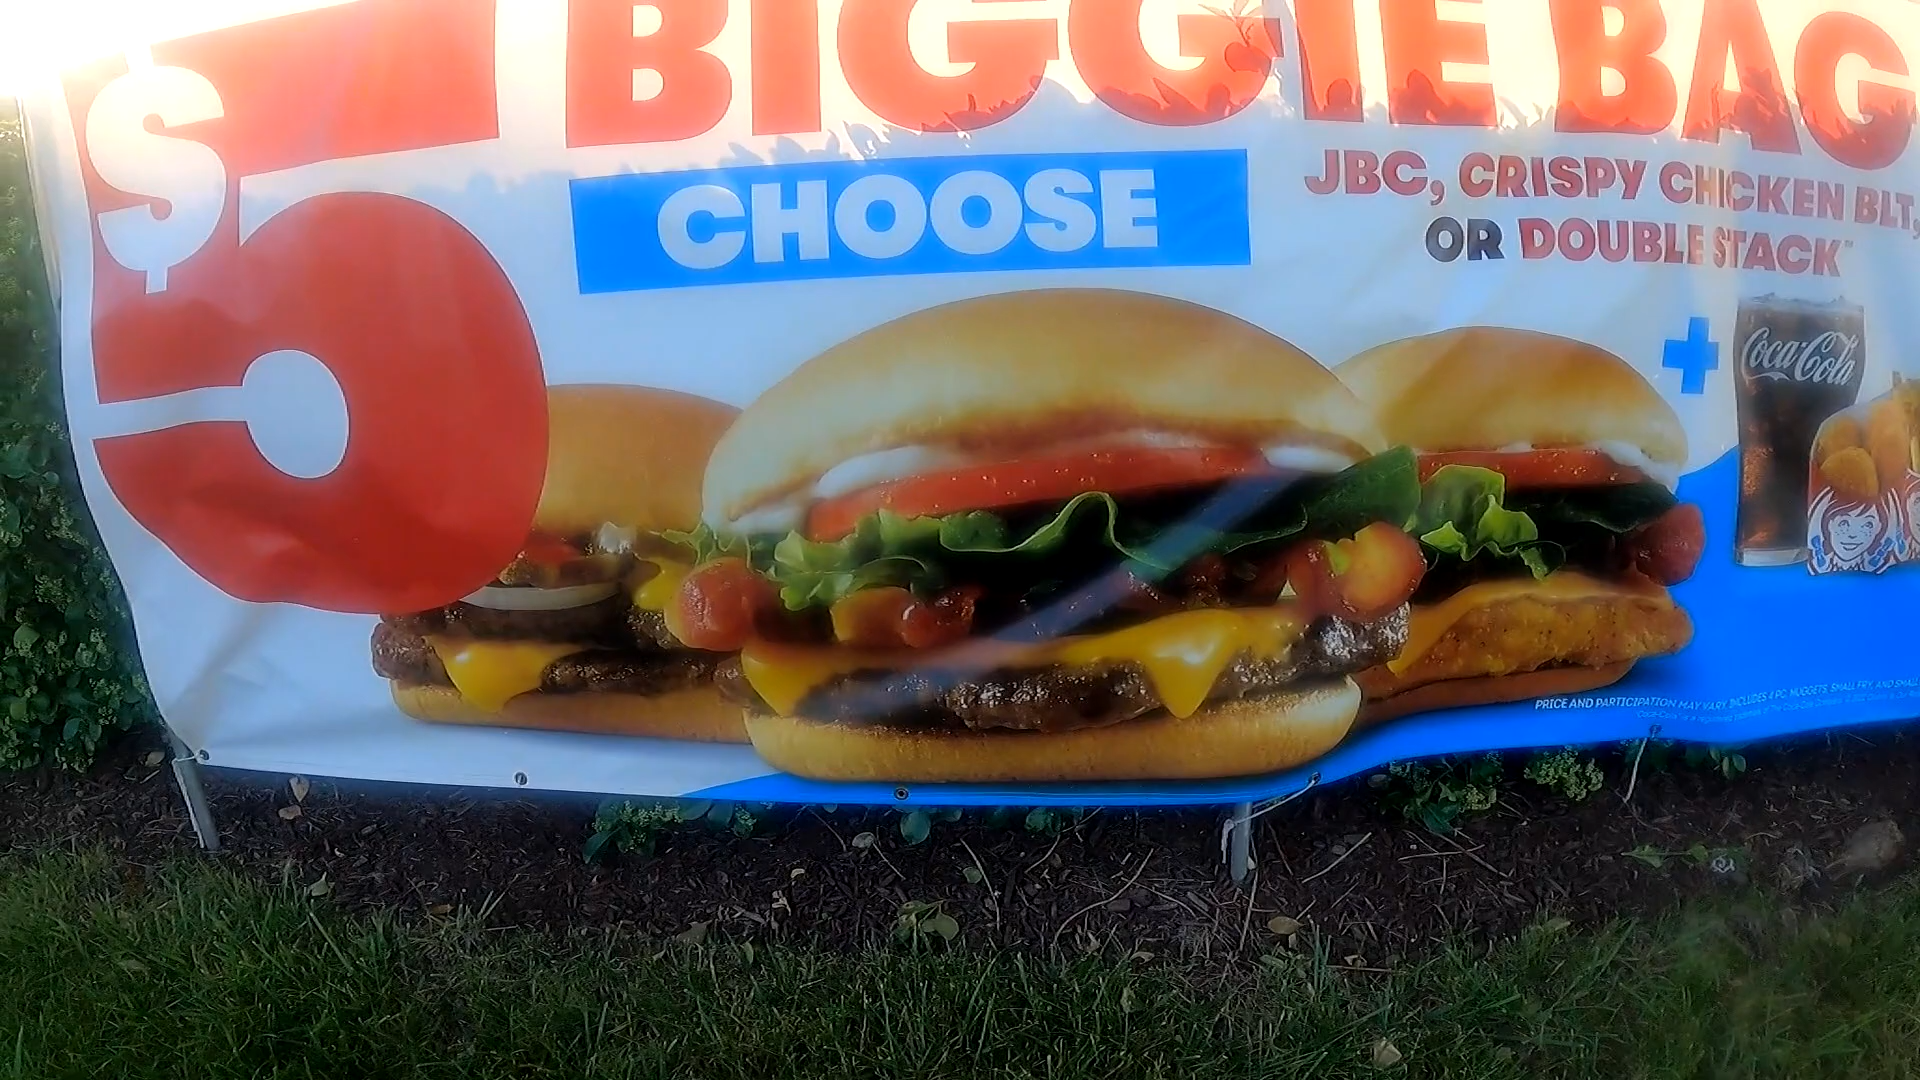 $5
BIGGIE BAG
CHOOSE
JBC, CRISPY CHICKEN BLT,
OR DOUBLE STACK
+
Coca-Cola
PRICE AND PARTICIPATION MAY VARY. INCLUDES 4 PC. NUGGETS, SMALL FRY, AND SMALL